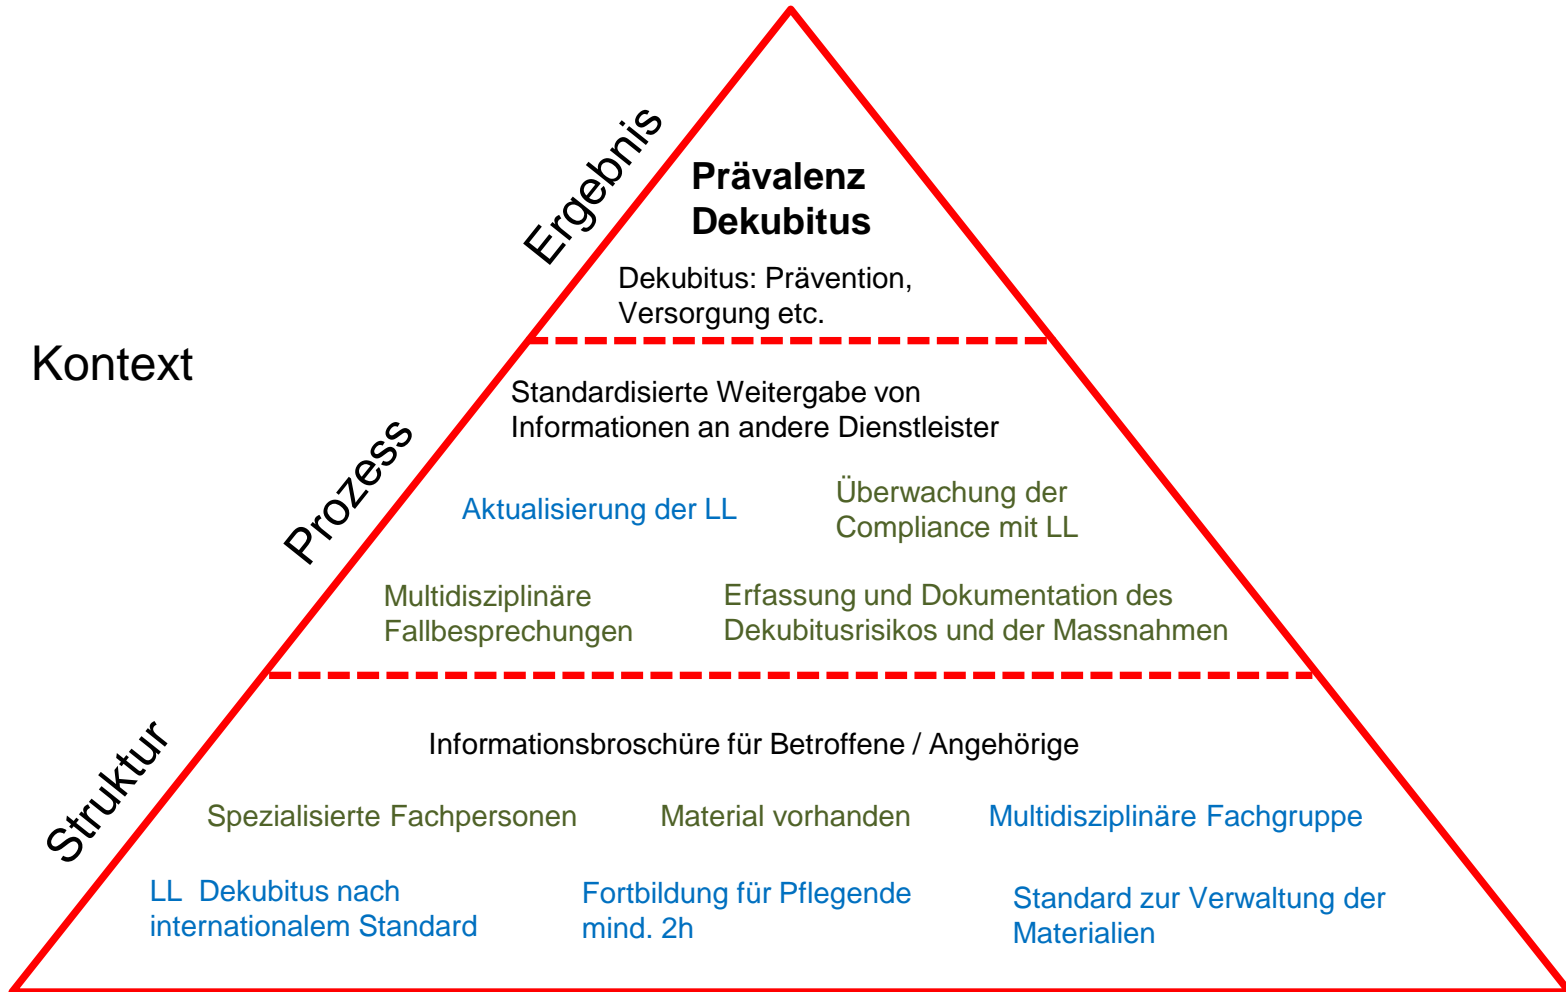 Ergebnis
Prävalenz
Dekubitus
Dekubitus: Prävention,
Versorgung etc.
Kontext
Prozess
Standardisierte Weitergabe von
Informationen an andere Dienstleister
Aktualisierung der LL
Überwachung der
Compliance mit LL
Multidisziplinäre
Fallbesprechungen
Erfassung und Dokumentation des
Dekubitusrisikos und der Massnahmen
Struktur
Informationsbroschüre für Betroffene / Angehörige
Spezialisierte Fachpersonen
Material vorhanden
Multidisziplinäre Fachgruppe
LL Dekubitus nach
internationalem Standard
Fortbildung für Pflegende
mind. 2h
Standard zur Verwaltung der
Materialien